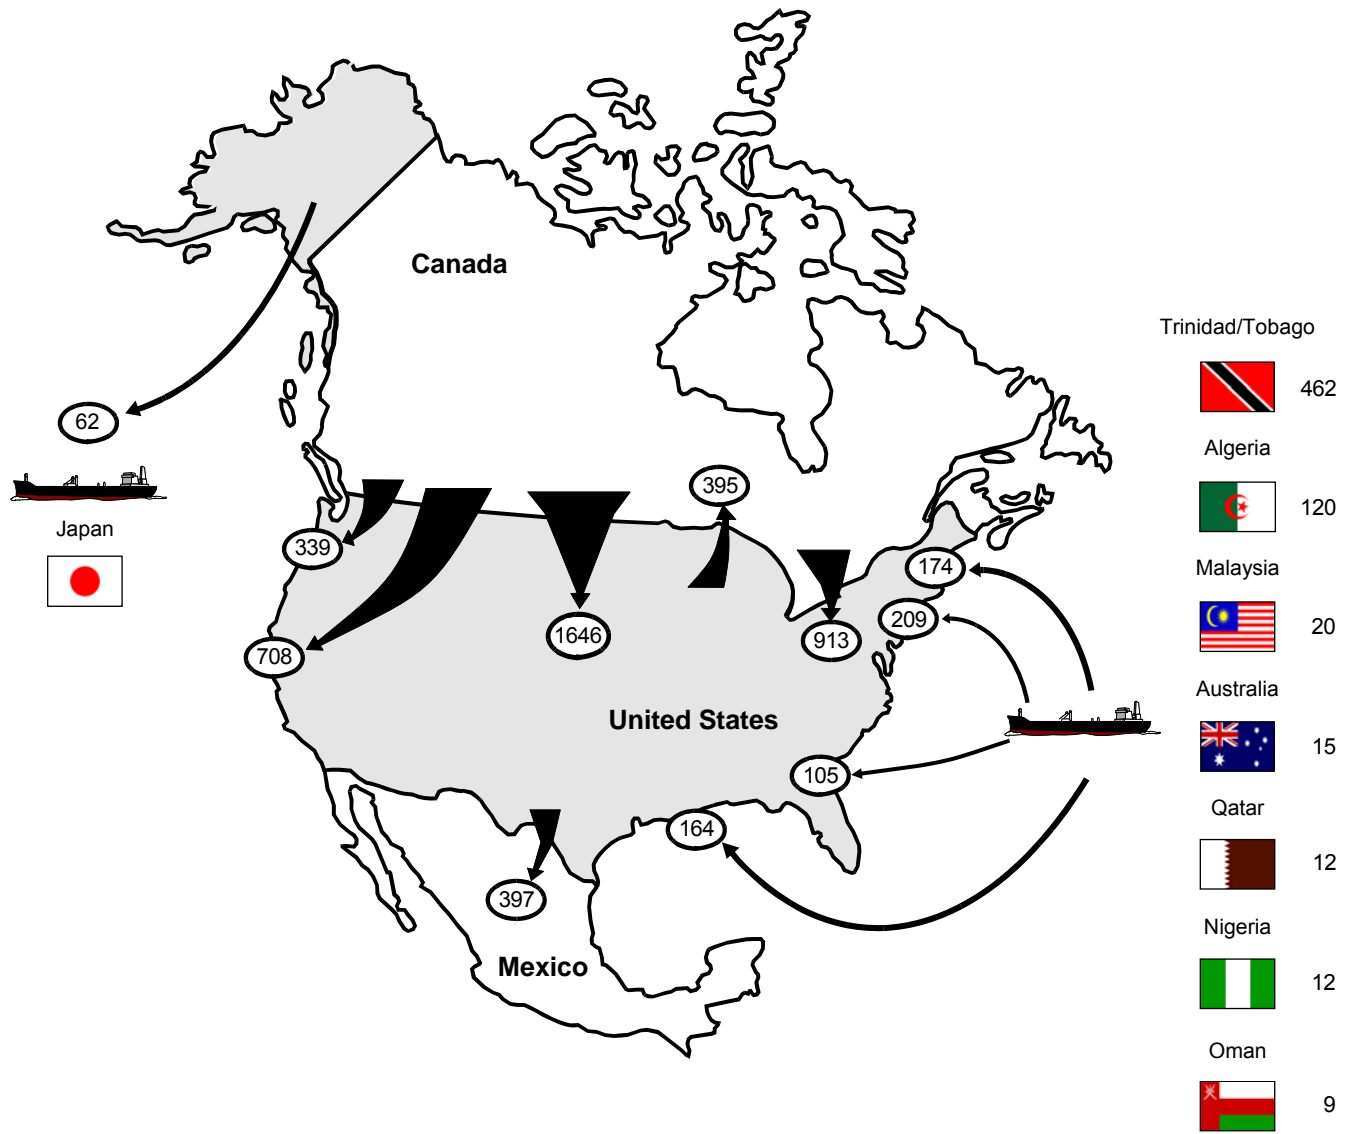 Canada
Trinidad/Tobago
462
Algeria
120
Malaysia
20
Australia
15
Qatar
12
Nigeria
12
Oman
9
62
Japan
395
339
174
209
1646
913
708
United States
105
164
397
Mexico